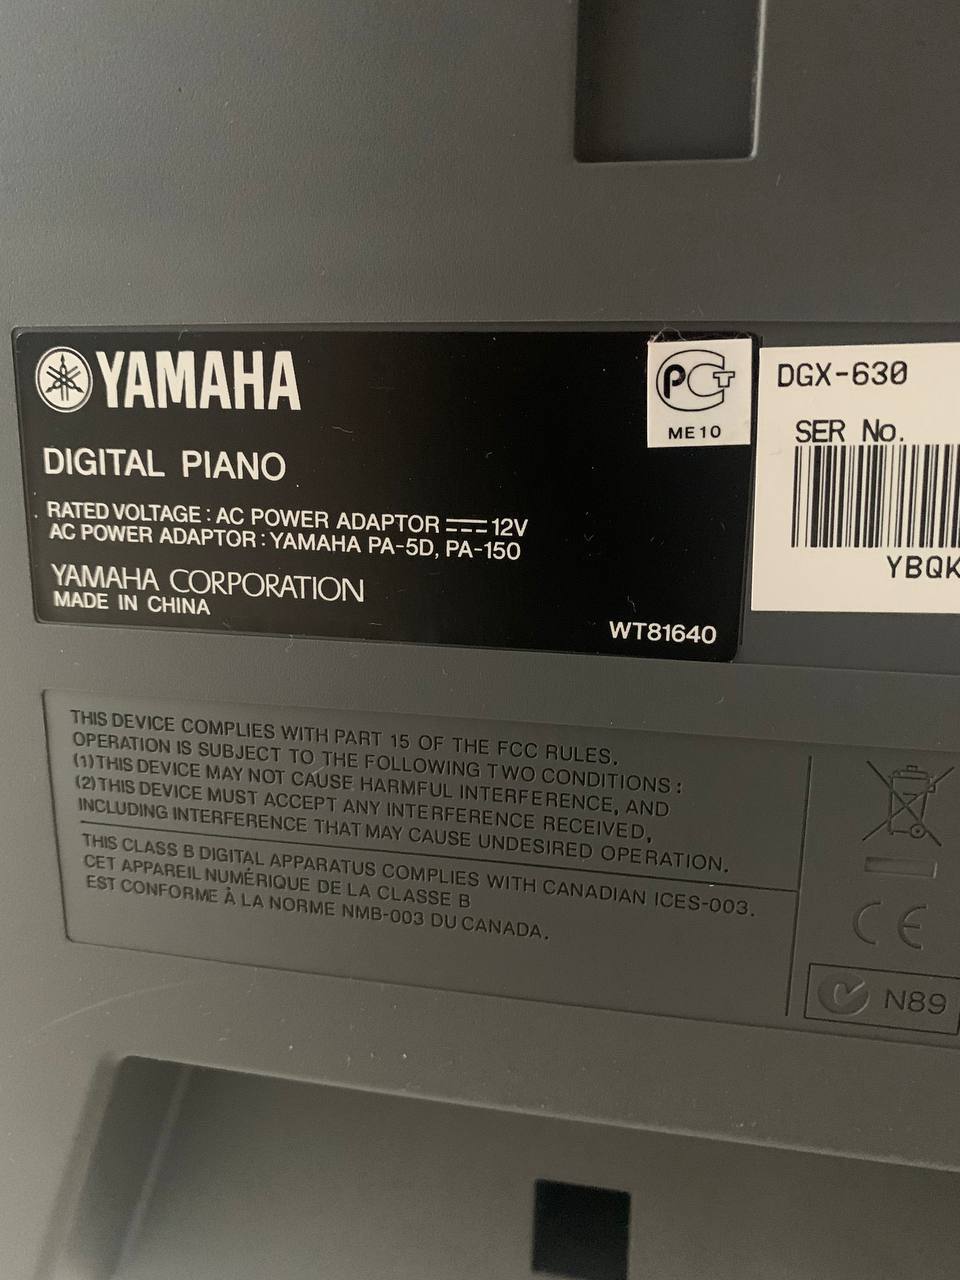 YAMAHA
DIGITAL PIANO
RATED VOLTAGE : AC POWER ADAPTOR ⎓ 12V
AC POWER ADAPTOR : YAMAHA PA-5D, PA-150
YAMAHA CORPORATION
MADE IN CHINA
WT81640
PCT
ME10
DGX-630
SER No.
YBQK
THIS DEVICE COMPLIES WITH PART 15 OF THE FCC RULES.
OPERATION IS SUBJECT TO THE FOLLOWING TWO CONDITIONS :
(1)THIS DEVICE MAY NOT CAUSE HARMFUL INTERFERENCE, AND
(2)THIS DEVICE MUST ACCEPT ANY INTERFERENCE RECEIVED,
INCLUDING INTERFERENCE THAT MAY CAUSE UNDESIRED OPERATION.
THIS CLASS B DIGITAL APPARATUS COMPLIES WITH CANADIAN ICES-003.
CET APPAREIL NUMÉRIQUE DE LA CLASSE B
EST CONFORME À LA NORME NMB-003 DU CANADA.
CE
N89